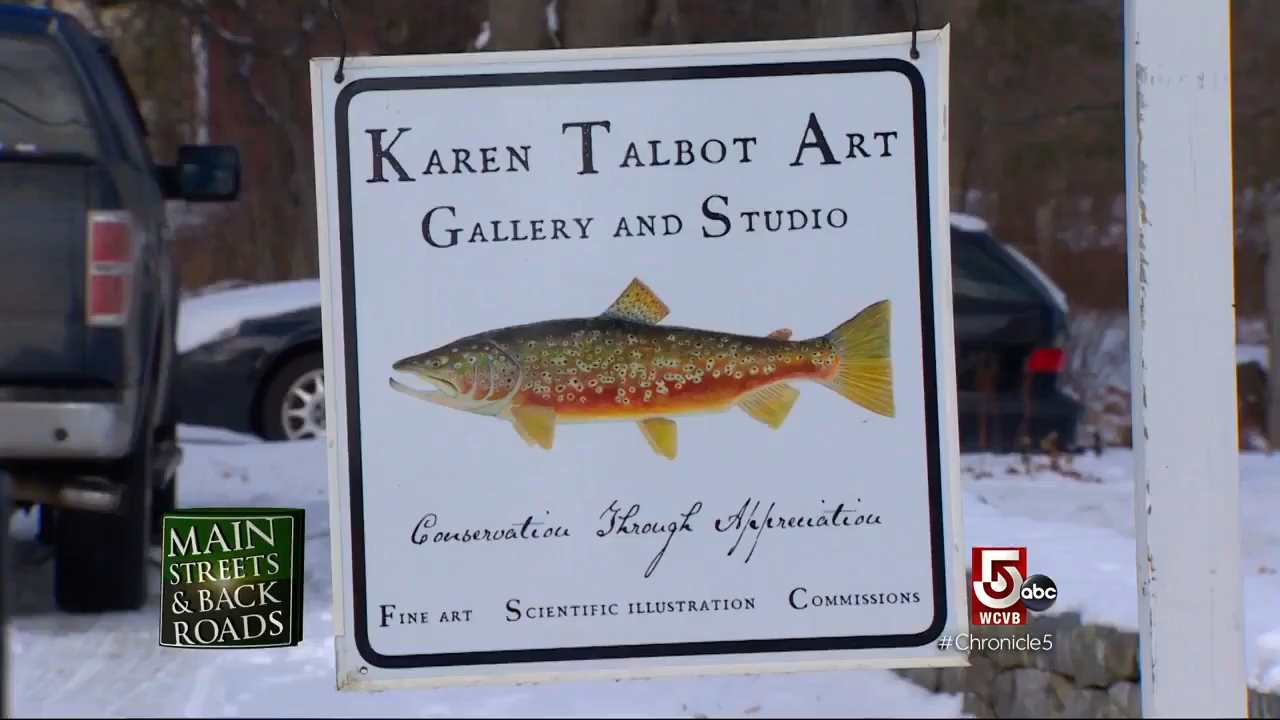 KAREN TALBOT ART
GALLERY AND STUDIO
Conservation Through Appreciation
FINE ART SCIENTIFIC ILLUSTRATION COMMISSIONS
MAIN
STREETS
& BACK
ROADS
5
abc
WCVB
#Chronicle5